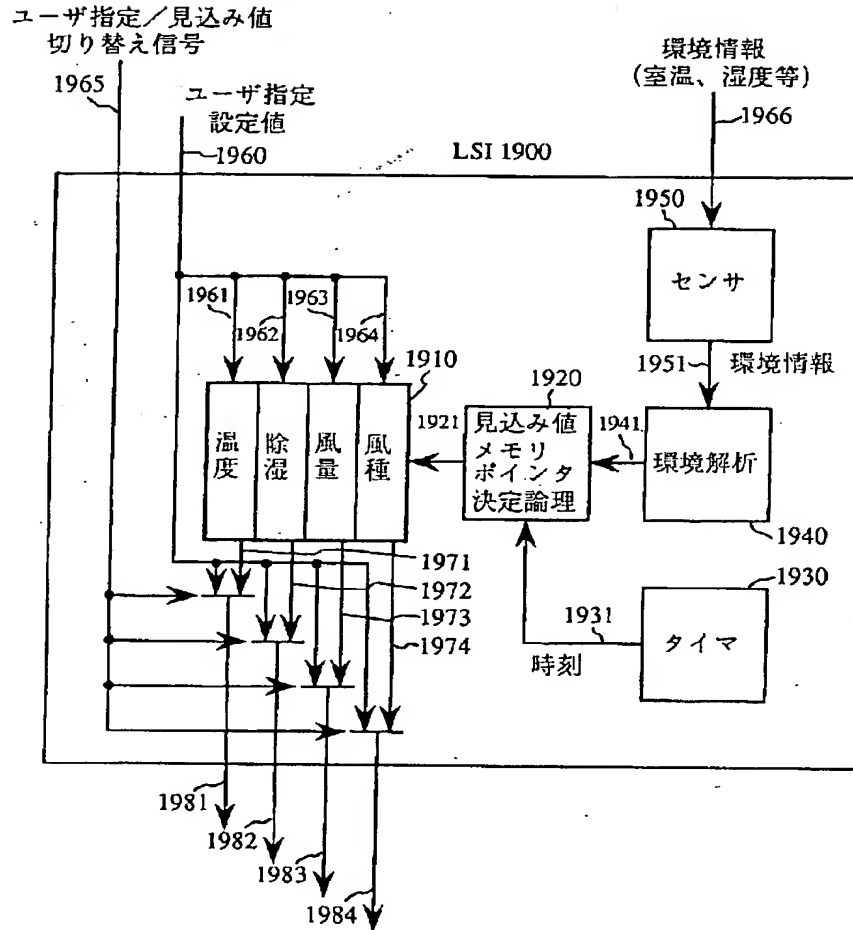 ユーザ指定／見込み値
切り替え信号
1965
ユーザ指定
設定値
1960
環境情報
(室温、湿度等)
1966
LSI 1900
1950
センサ
1951
環境情報
1961
1962
1963
1964
1910
温度
除湿
風量
風種
1921
1920
見込み値
メモリ
ポインタ
決定論理
1941
環境解析
1940
1971
1972
1973
1974
1930
タイマ
1931
時刻
1981
1982
1983
1984